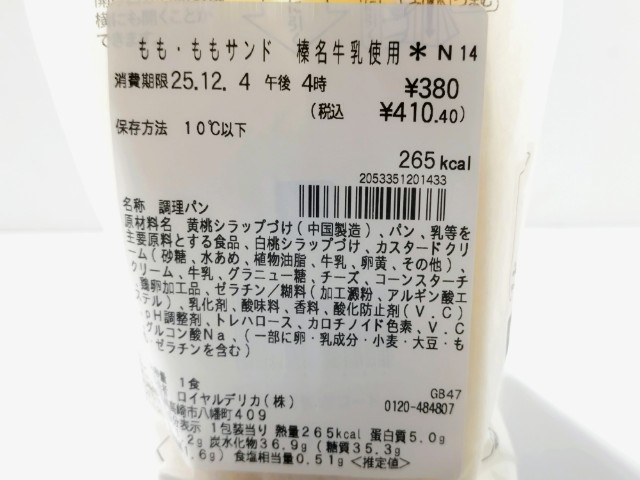 もも・ももサンド 榛名牛乳使用＊N14
消費期限25.12. 4 午後 4時 ¥380
(税込 ¥410.40)
保存方法 10℃以下
265kcal
2053351201433
名称 調理パン
原材料名 黄桃シラップづけ(中国製造)、パン、乳等を
主要原料とする食品、白桃シラップづけ、カスタードクリ
ーム(砂糖、水あめ、植物油脂、牛乳、卵黄、その他)、
クリーム、牛乳、グラニュー糖、チーズ、コーンスターチ
、鶏卵加工品、ゼラチン／糊料(加工澱粉、アルギン酸エ
ステル)、乳化剤、酸味料、香料、酸化防止剤(V.C)
、pH調整剤、トレハロース、カロチノイド色素、V.C
、グルコン酸Na、(一部に卵・乳成分・小麦・大豆・も
も・ゼラチンを含む)
1食 GB47
ロイヤルデリカ(株) 0120-484807
崎市八幡町409
表示 1包装当り 熱量265kcal 蛋白質5.0g
2g 炭水化物36.9g (糖質35.3g
1.6g) 食塩相当量0.51g <推定値>